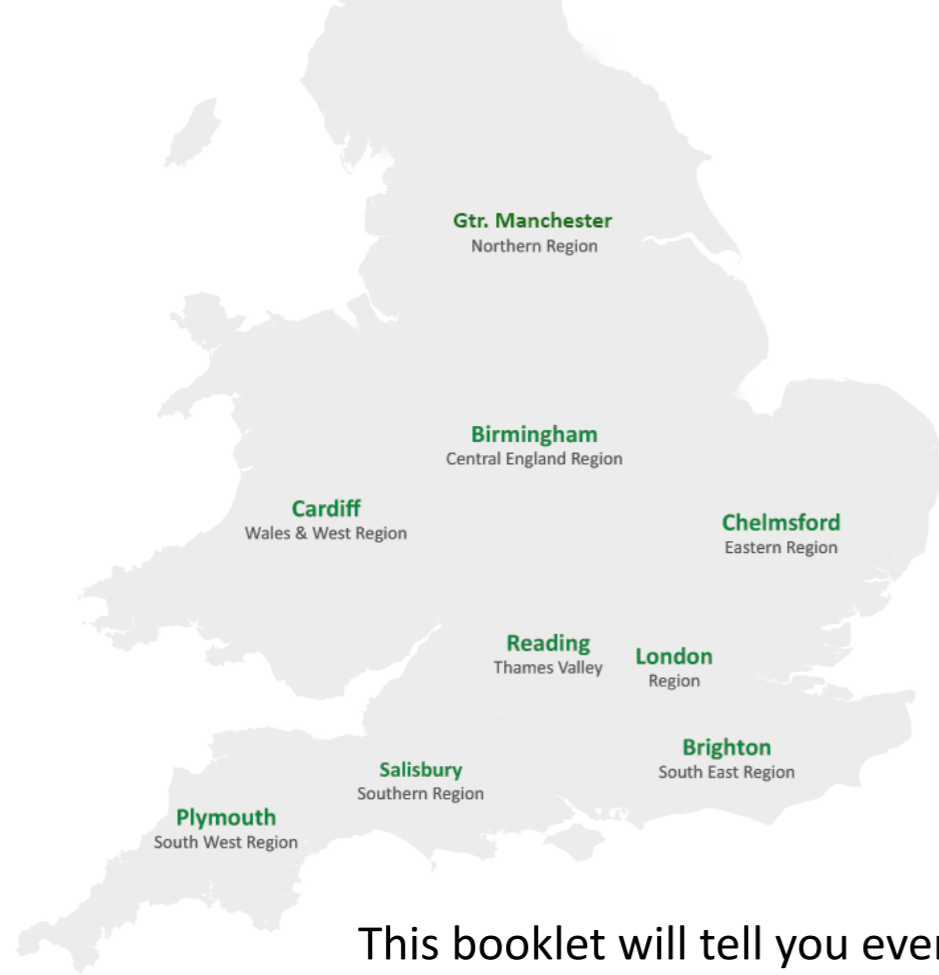 Gtr. Manchester
Northern Region
Birmingham
Central England Region
Cardiff
Wales & West Region
Chelmsford
Eastern Region
Reading
Thames Valley
London
Region
Brighton
South East Region
Salisbury
Southern Region
Plymouth
South West Region
This booklet will tell you